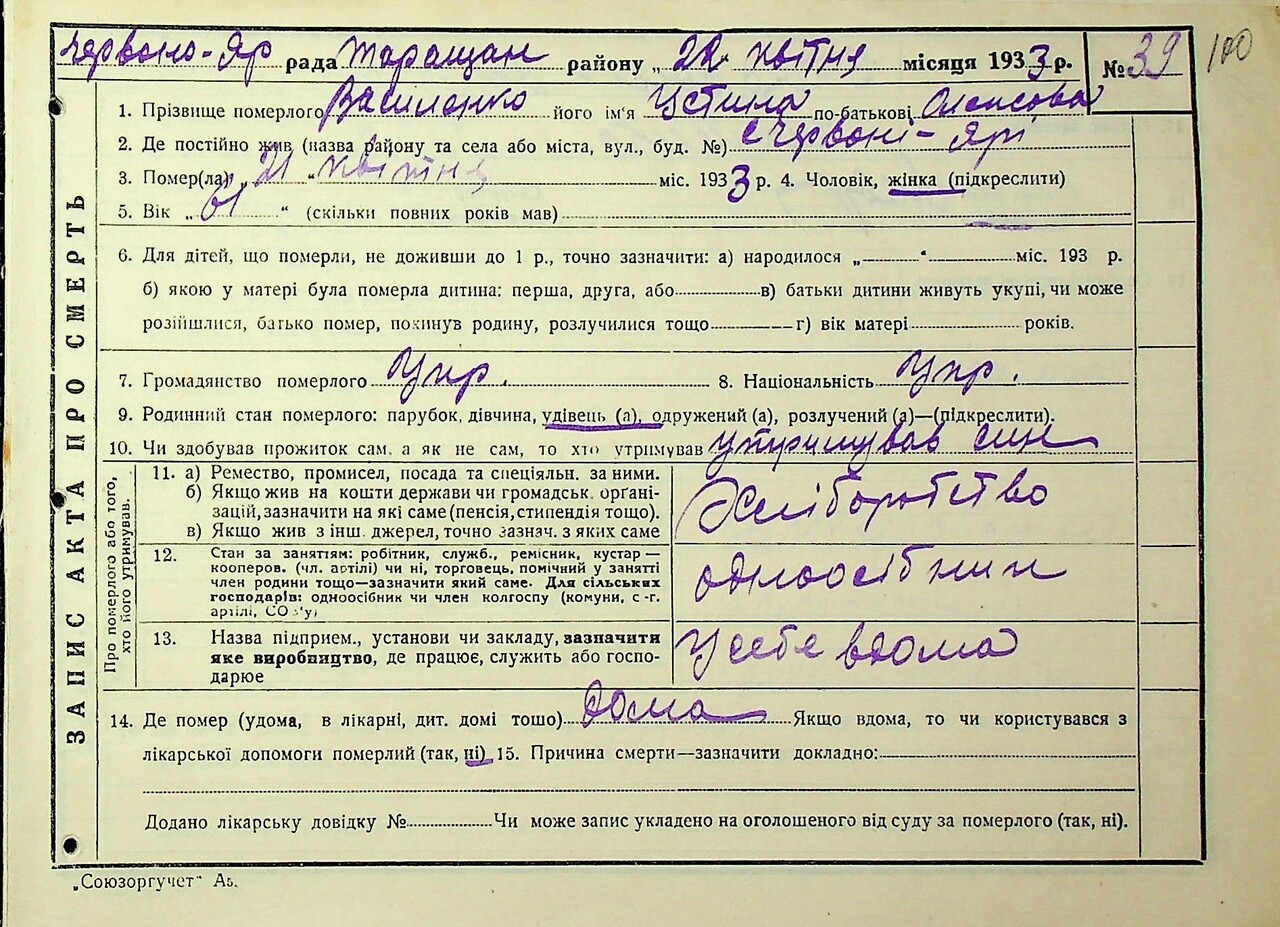 Червоно-Яр рада Таращан району „22" квітня місяця 1933 р. №39 100
1. Прізвище померлого Василенко його ім'я Устина по-батькові Олексова
2. Де постійно жив (назва району та села або міста, вул., буд. №) с Червоні-Ярі
3. Помер(ла) „21" квітня міс. 1933 р. 4. Чоловік, жінка (підкреслити)
5. Вік „61" (скільки повних років мав)
6. Для дітей, що померли, не доживши до 1 р., точно зазначити: а) народилося „ " міс. 193 р.
б) якою у матері була померла дитина: перша, друга, або в) батьки дитини живуть укупі, чи може
розійшлися, батько помер, покинув родину, розлучилися тощо г) вік матері років.
7. Громадянство померлого Укр. 8. Національність Укр.
9. Родинний стан померлого: парубок, дівчина, удівець (а), одружений (а), розлучений (а)—(підкреслити).
10. Чи здобував прожиток сам, а як не сам, то хто утримував утримував син
Про померлого або того, хто його утримував.
11. а) Ремество, промисел, посада та спеціяльн. за ними.
б) Якщо жив на кошти держави чи громадськ. органі-
зацій, зазначити на які саме (пенсія, стипендія тощо).
в) Якщо жив з інш. джерел, точно зазнач. з яких саме
Хліборобство
12. Стан за занятіям: робітник, служб., ремісник, кустар —
кооперов. (чл. артілі) чи ні, торговець, помічний у занятті
член родини тощо—зазначити який саме. Для сільських
господарів: одноосібник чи член колгоспу (комуни, с.-г.
артілі, СОЗ'у)
одноосібник
13. Назва підприєм., установи чи закладу, зазначити
яке виробництво, де працює, служить або госпо-
дарює
У себе вдома
14. Де помер (удома, в лікарні, дит. домі тошо) дома Якщо вдома, то чи користувався з
лікарської допомоги померлий (так, ні) 15. Причина смерти—зазначити докладно:
Додано лікарську довідку № Чи може запис укладено на оголошеного від суду за померлого (так, ні).
ЗАПИС АКТА ПРО СМЕРТЬ
„Союзоргучет"